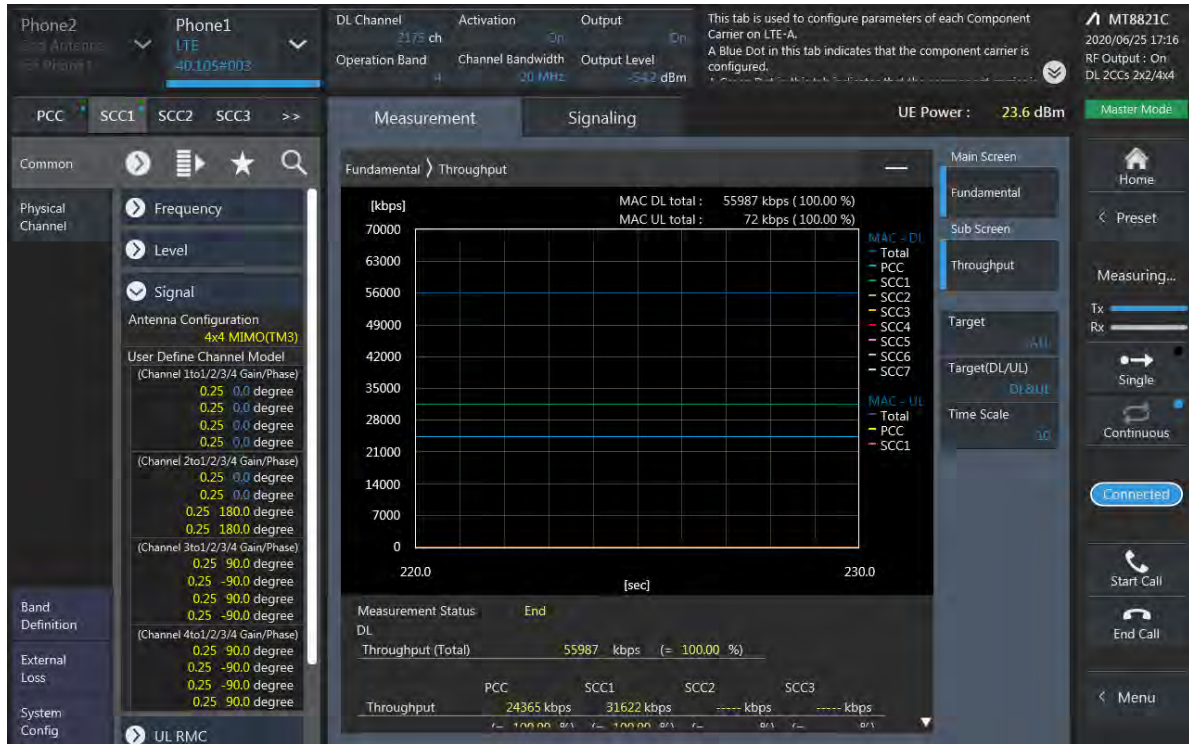 Phone2
Phone1
LTE
40.105#003
DL Channel
2175 ch
Activation
On
Output
On
Operation Band
4
Channel Bandwidth
20 MHz
Output Level
-54.2 dBm
This tab is used to configure parameters of each Component
Carrier on LTE-A.
A Blue Dot in this tab indicates that the component carrier is
configured.
MT8821C
2020/06/25 17:16
RF Output : On
DL 2CCs 2x2/4x4
Master Mode
PCC SCC1 SCC2 SCC3 >>
Measurement
Signaling
UE Power : 23.6 dBm
Common
Physical
Channel
Frequency
Level
Signal
Antenna Configuration
4x4 MIMO(TM3)
User Define Channel Model
(Channel 1to1/2/3/4 Gain/Phase)
0.25 0.0 degree
0.25 0.0 degree
0.25 0.0 degree
0.25 0.0 degree
(Channel 2to1/2/3/4 Gain/Phase)
0.25 0.0 degree
0.25 0.0 degree
0.25 180.0 degree
0.25 180.0 degree
(Channel 3to1/2/3/4 Gain/Phase)
0.25 90.0 degree
0.25 -90.0 degree
0.25 90.0 degree
0.25 -90.0 degree
(Channel 4to1/2/3/4 Gain/Phase)
0.25 90.0 degree
0.25 -90.0 degree
0.25 -90.0 degree
0.25 90.0 degree
UL RMC
Band
Definition
External
Loss
System
Config
Fundamental ❭ Throughput
[kbps]
MAC DL total : 55987 kbps ( 100.00 %)
MAC UL total : 72 kbps ( 100.00 %)
70000
63000
56000
49000
42000
35000
28000
21000
14000
7000
0
220.0
230.0
[sec]
MAC - DL
Total
PCC
SCC1
SCC2
SCC3
SCC4
SCC5
SCC6
SCC7
MAC - UL
Total
PCC
SCC1
Measurement Status End
DL
Throughput (Total) 55987 kbps (= 100.00 %)
PCC SCC1 SCC2 SCC3
Throughput 24365 kbps 31622 kbps ----- kbps ----- kbps
(= 100.00 %) (= 100.00 %) (= %) (= %)
Main Screen
Fundamental
Sub Screen
Throughput
Target
ALL
Target(DL/UL)
DL&UL
Time Scale
10
Home
< Preset
Measuring...
Tx
Rx
Single
Continuous
Connected
Start Call
End Call
< Menu